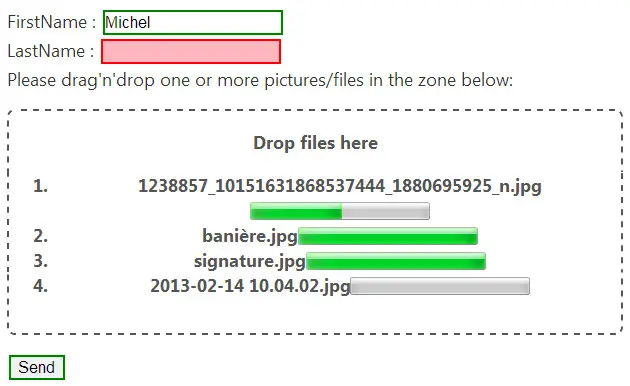 FirstName : Michel
LastName :
Please drag'n'drop one or more pictures/files in the zone below:
Drop files here
1. 1238857_10151631868537444_1880695925_n.jpg
2. banière.jpg
3. signature.jpg
4. 2013-02-14 10.04.02.jpg
Send